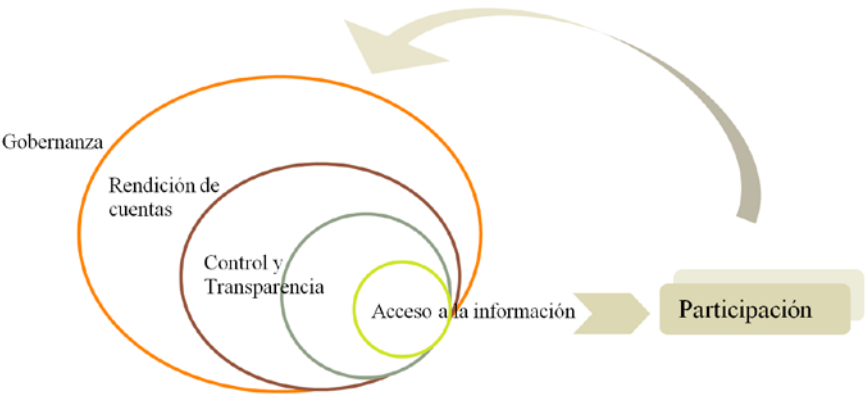 Gobernanza
Rendición de
cuentas
Control y
Transparencia
Acceso a la información
Participación